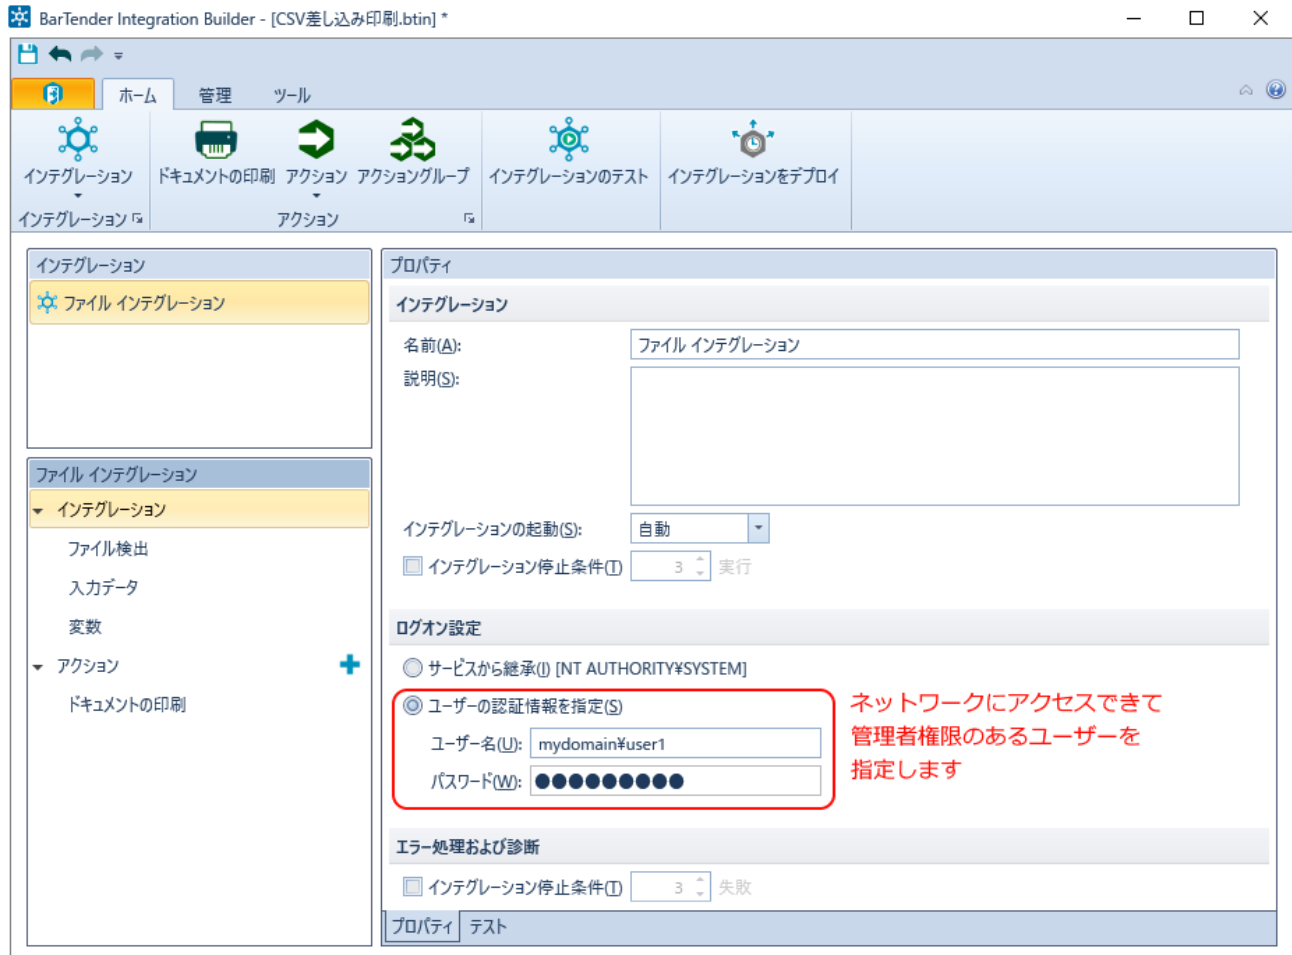 BarTender Integration Builder - [CSV差し込み印刷.btin] *
ホーム 管理 ツール
インテグレーション ドキュメントの印刷 アクション アクショングループ インテグレーションのテスト インテグレーションをデプロイ
インテグレーション アクション
インテグレーション
ファイル インテグレーション
ファイル インテグレーション
インテグレーション
ファイル検出
入力データ
変数
アクション
ドキュメントの印刷
プロパティ
インテグレーション
名前(A): ファイル インテグレーション
説明(S):
インテグレーションの起動(S): 自動
インテグレーション停止条件(T) 3 実行
ログオン設定
サービスから継承(I) [NT AUTHORITY¥SYSTEM]
ユーザーの認証情報を指定(S)
ユーザー名(U): mydomain¥user1
パスワード(W): ●●●●●●●●●
ネットワークにアクセスできて
管理者権限のあるユーザーを
指定します
エラー処理および診断
インテグレーション停止条件(T) 3 失敗
プロパティ テスト